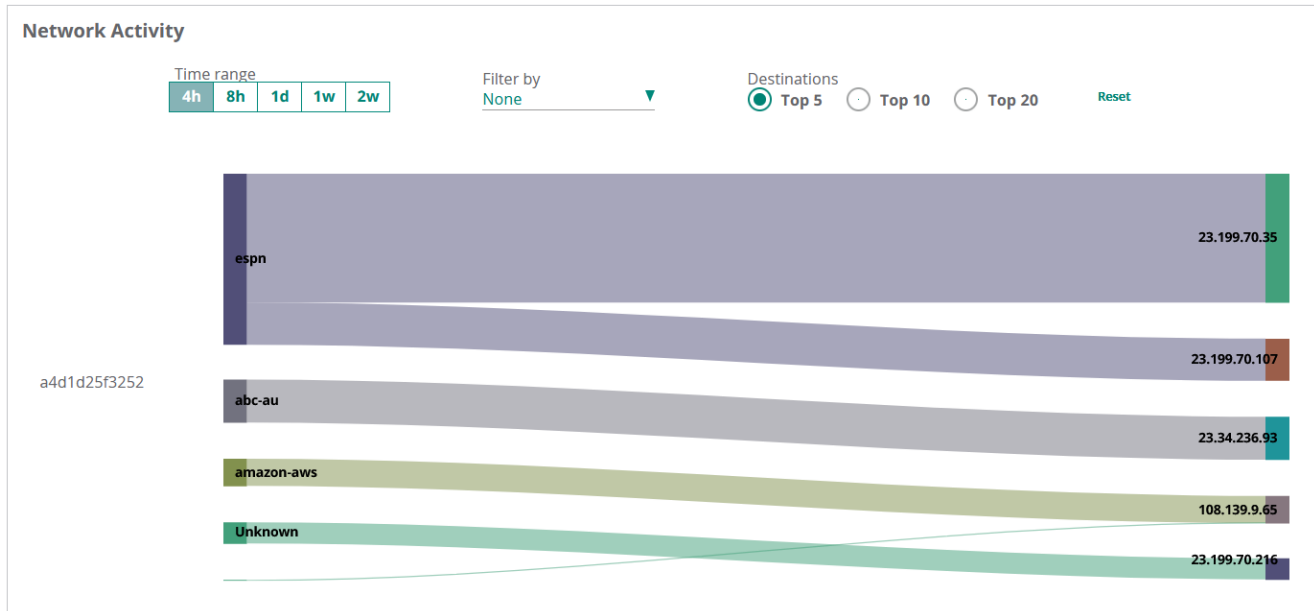 Network Activity
Time range
4h 8h 1d 1w 2w
Filter by
None
Destinations
Top 5 Top 10 Top 20
Reset
a4d1d25f3252
espn
abc-au
amazon-aws
Unknown
23.199.70.35
23.199.70.107
23.34.236.93
108.139.9.65
23.199.70.216